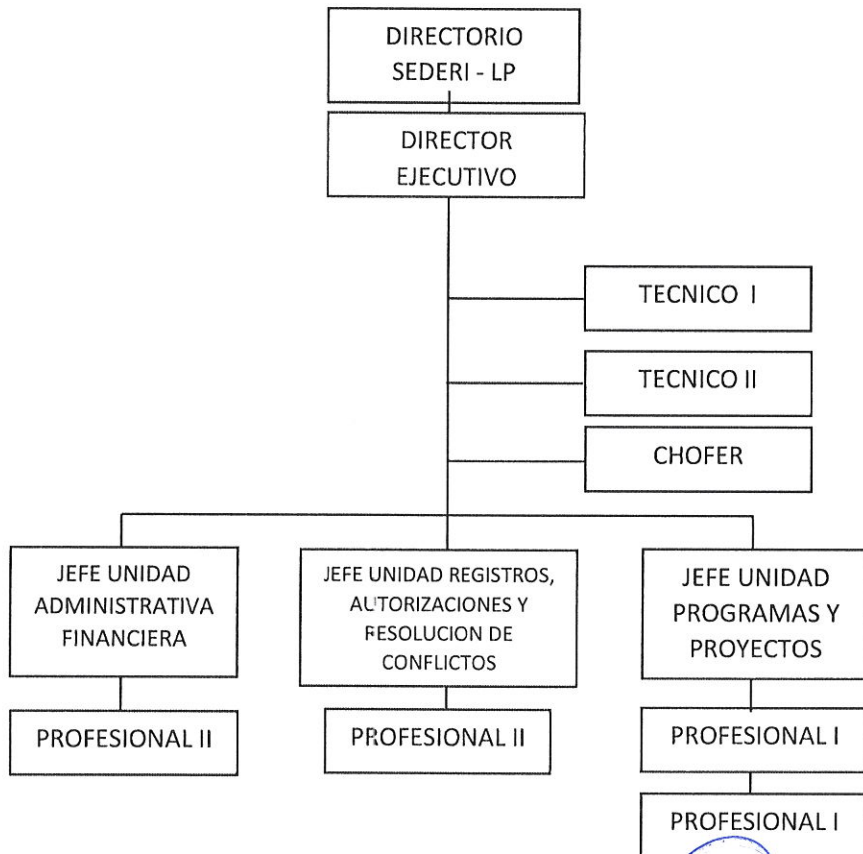 DIRECTORIO
SEDERI - LP
DIRECTOR
EJECUTIVO
TECNICO I
TECNICO II
CHOFER
JEFE UNIDAD
ADMINISTRATIVA
FINANCIERA
JEFE UNIDAD REGISTROS,
AUTORIZACIONES Y
RESOLUCION DE
CONFLICTOS
JEFE UNIDAD
PROGRAMAS Y
PROYECTOS
PROFESIONAL II
PROFESIONAL II
PROFESIONAL I
PROFESIONAL I